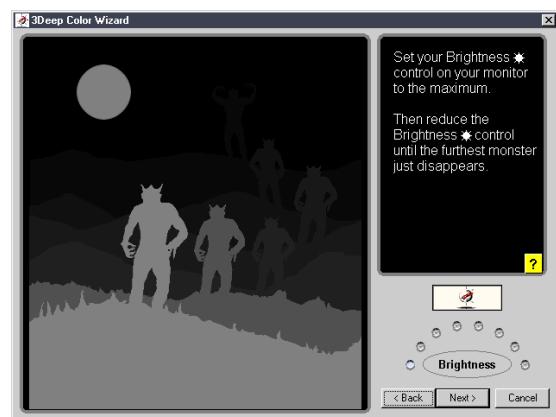 3Deep Color Wizard
Set your Brightness
control on your monitor
to the maximum.
Then reduce the
Brightness control
until the furthest monster
just disappears.
?
Brightness
< Back
Next >
Cancel